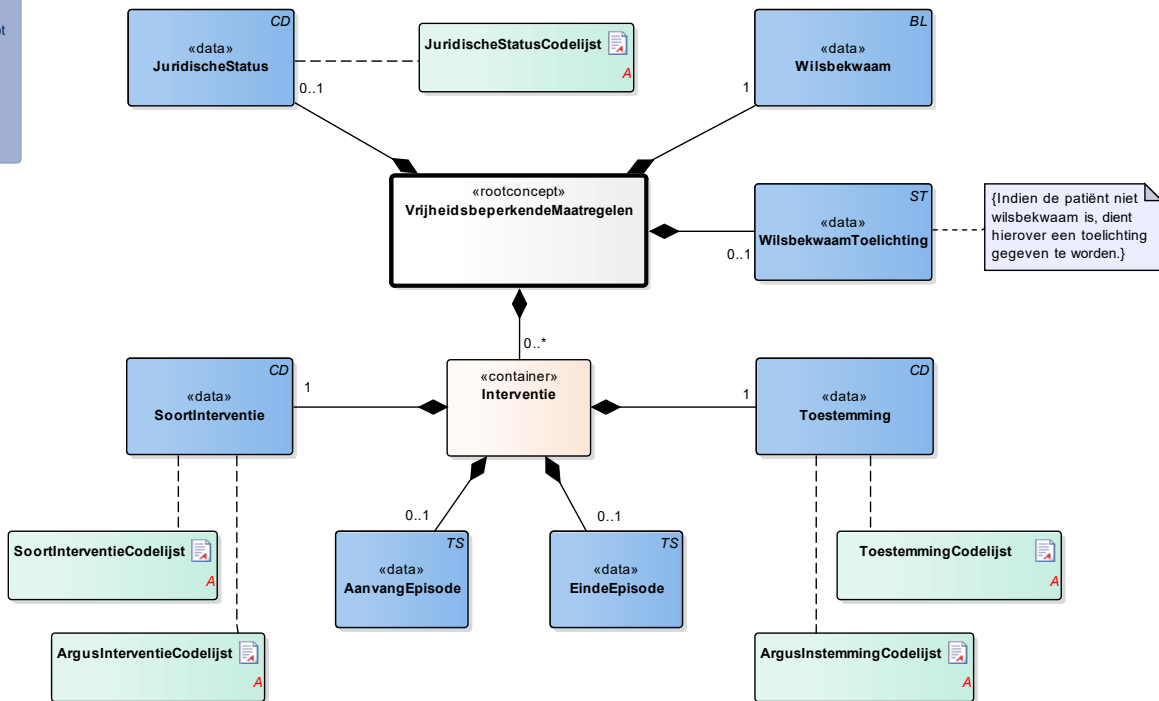 ot
CD
«data»
JuridischeStatus
0..1
JuridischeStatusCodelijst
A
BL
«data»
Wilsbekwaam
1
«rootconcept»
VrijheidsbeperkendeMaatregelen
ST
«data»
WilsbekwaamToelichting
0..1
{Indien de patiënt niet
wilsbekwaam is, dient
hierover een toelichting
gegeven te worden.}
0..*
«container»
Interventie
CD
«data»
SoortInterventie
1
CD
«data»
Toestemming
1
0..1
TS
«data»
AanvangEpisode
0..1
TS
«data»
EindeEpisode
SoortInterventieCodelijst
A
ToestemmingCodelijst
A
ArgusInterventieCodelijst
A
ArgusInstemmingCodelijst
A